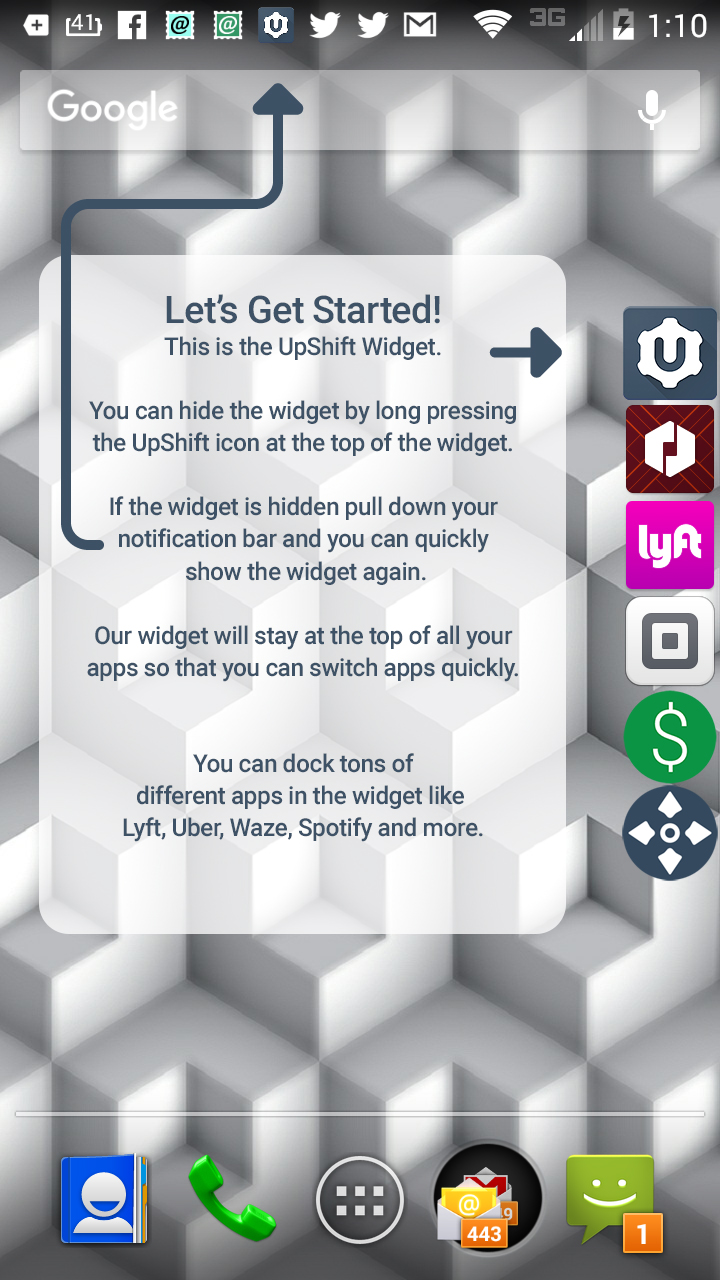 41
3G
1:10
Google
Let's Get Started!
This is the UpShift Widget.
You can hide the widget by long pressing
the UpShift icon at the top of the widget.
If the widget is hidden pull down your
notification bar and you can quickly
show the widget again.
Our widget will stay at the top of all your
apps so that you can switch apps quickly.
You can dock tons of
different apps in the widget like
Lyft, Uber, Waze, Spotify and more.
lyft
$
@
443
1